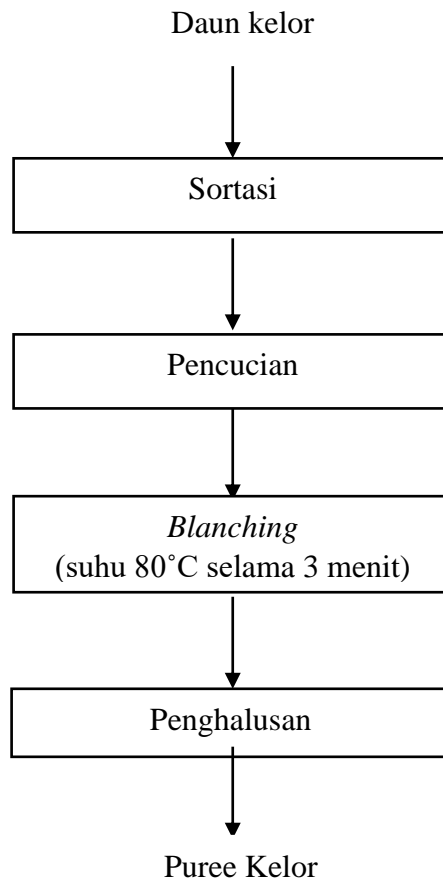 Daun kelor
Sortasi
Pencucian
Blanching
(suhu 80˚C selama 3 menit)
Penghalusan
Puree Kelor